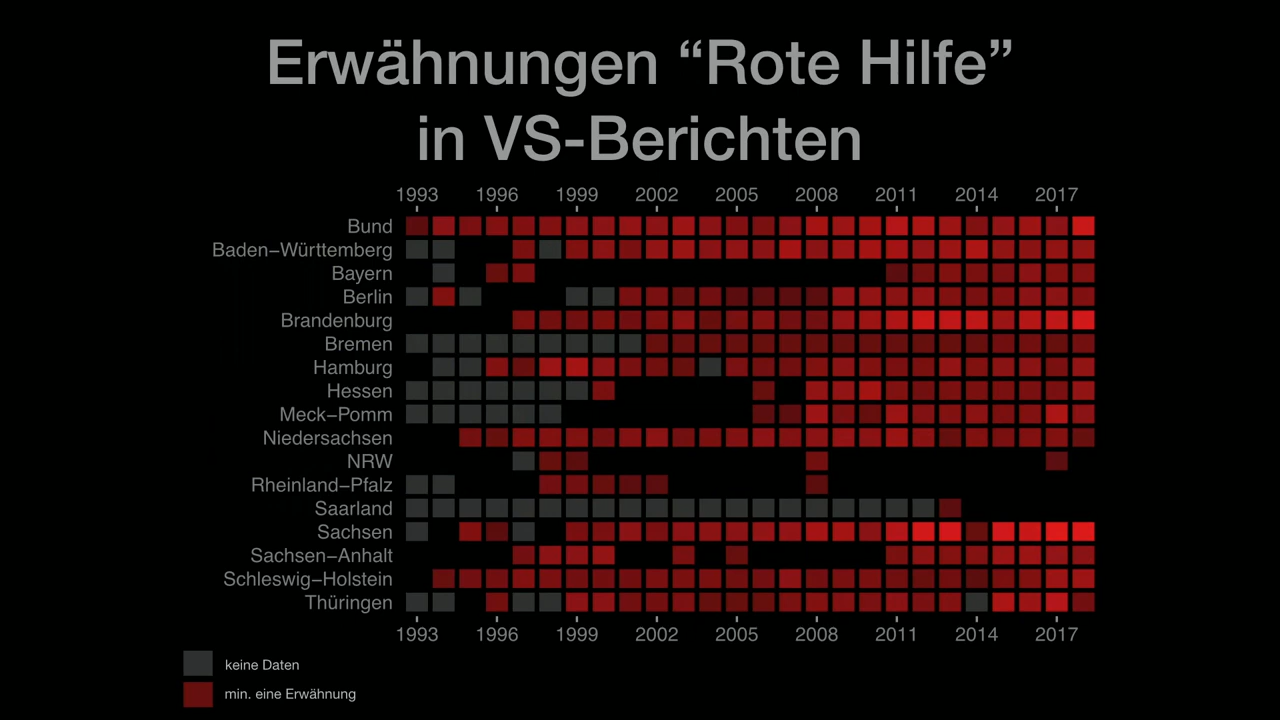 Erwähnungen “Rote Hilfe”
in VS-Berichten
1993 1996 1999 2002 2005 2008 2011 2014 2017
Bund
Baden−Württemberg
Bayern
Berlin
Brandenburg
Bremen
Hamburg
Hessen
Meck−Pomm
Niedersachsen
NRW
Rheinland−Pfalz
Saarland
Sachsen
Sachsen−Anhalt
Schleswig−Holstein
Thüringen
1993 1996 1999 2002 2005 2008 2011 2014 2017
keine Daten
min. eine Erwähnung